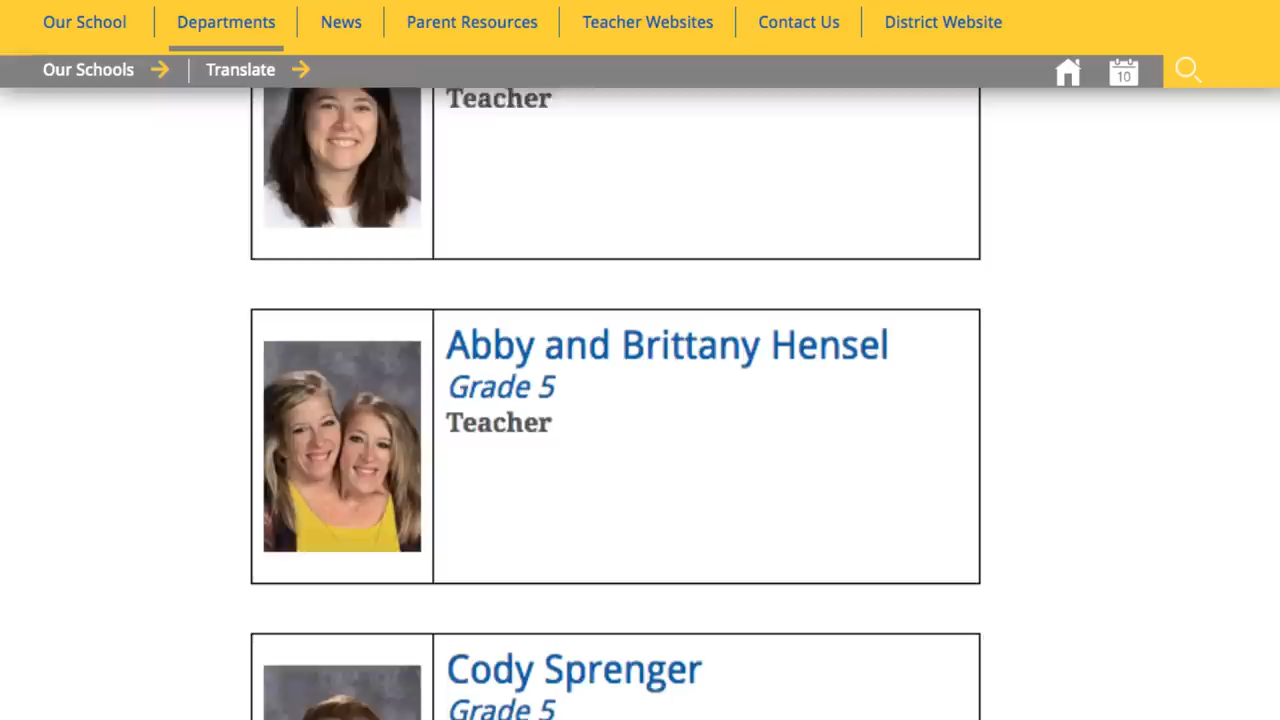 Our School Departments News Parent Resources Teacher Websites Contact Us District Website
Our Schools Translate 10
Teacher
Abby and Brittany Hensel
Grade 5
Teacher
Cody Sprenger
Grade 5